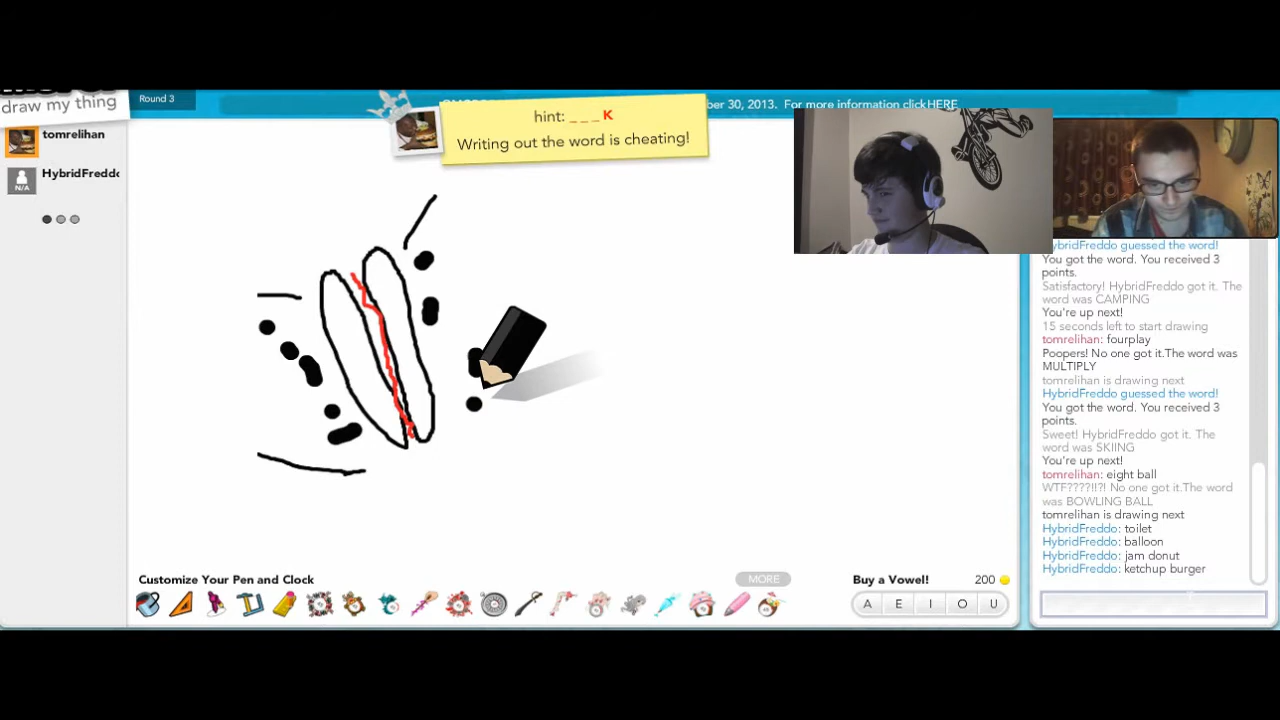 draw my thing
Round 3
ber 30, 2013. For more information clickHERE
hint: _ _ _ K
Writing out the word is cheating!
tomrelihan
HybridFredd
N/A
HybridFreddo guessed the word!
You got the word. You received 3
points.
Satisfactory! HybridFreddo got it. The
word was CAMPING
You're up next!
15 seconds left to start drawing
tomrelihan: fourplay
Poopers! No one got it.The word was
MULTIPLY
tomrelihan is drawing next
HybridFreddo guessed the word!
You got the word. You received 3
points.
Sweet! HybridFreddo got it. The
word was SKIING
You're up next!
tomrelihan: eight ball
WTF????!!?! No one got it.The word
was BOWLING BALL
tomrelihan is drawing next
HybridFreddo: toilet
HybridFreddo: balloon
HybridFreddo: jam donut
HybridFreddo: ketchup burger
Customize Your Pen and Clock
MORE
Buy a Vowel!
200
A E I O U